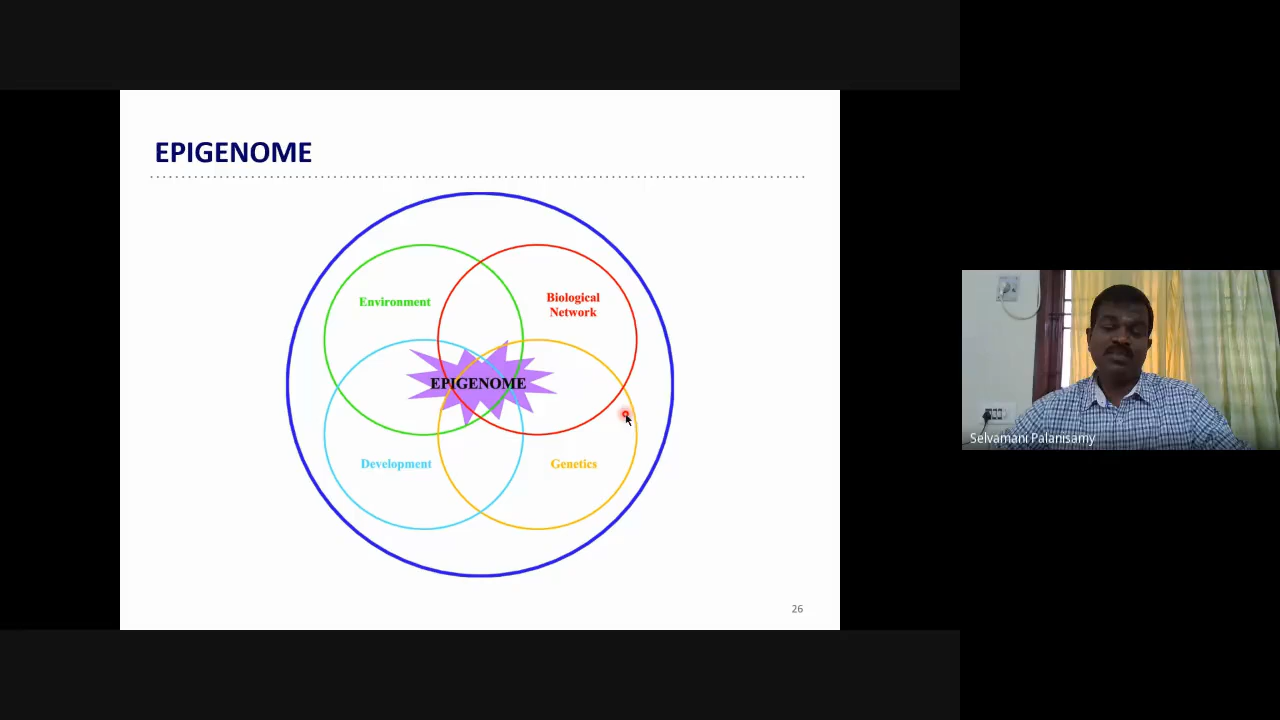 EPIGENOME
Environment
Biological
Network
EPIGENOME
Development
Genetics
26
Selvamani Palanisamy